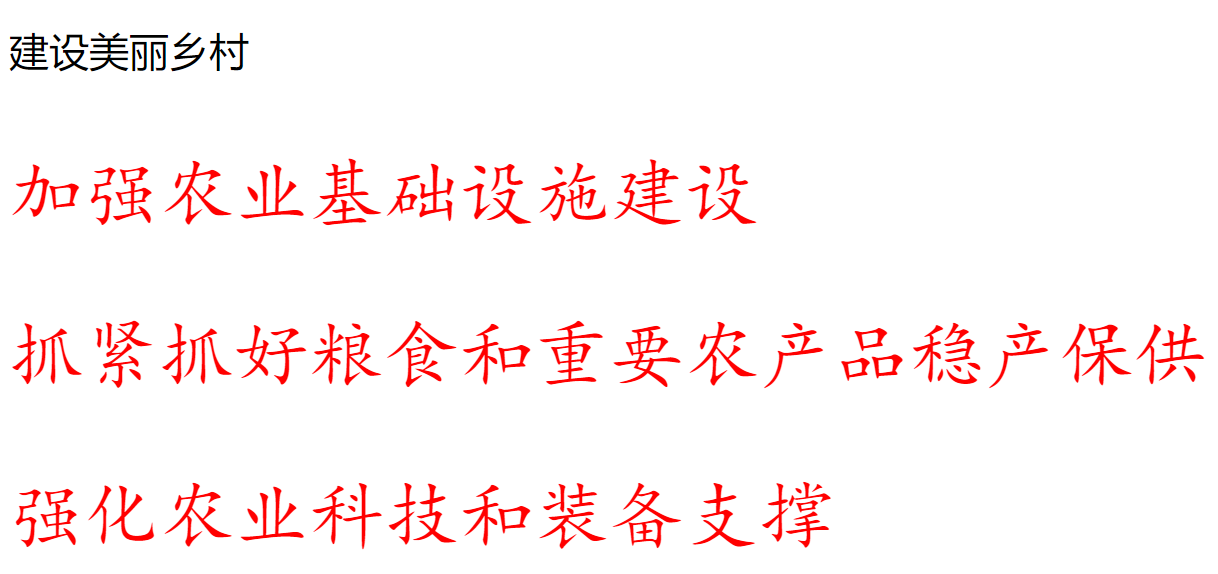 建设美丽乡村
加强农业基础设施建设
抓紧抓好粮食和重要农产品稳产保供
强化农业科技和装备支撑